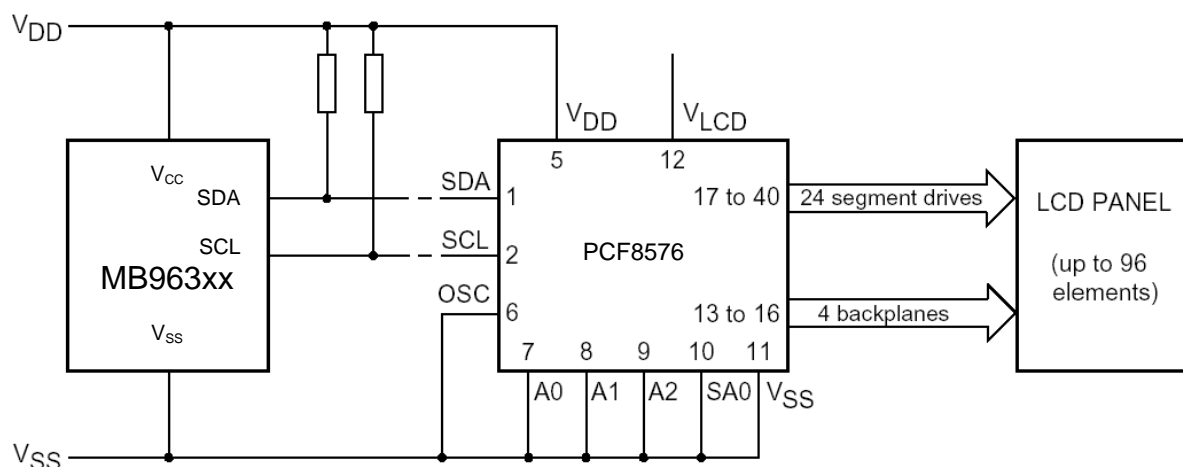 VDD
VDD
VLCD
5
12
VCC
SDA
SDA
1
17 to 40
24 segment drives
LCD PANEL
SCL
SCL
2
PCF8576
(up to 96
elements)
MB963xx
OSC
6
13 to 16
4 backplanes
VSS
7
8
9
10
11
A0
A1
A2
SA0
VSS
VSS